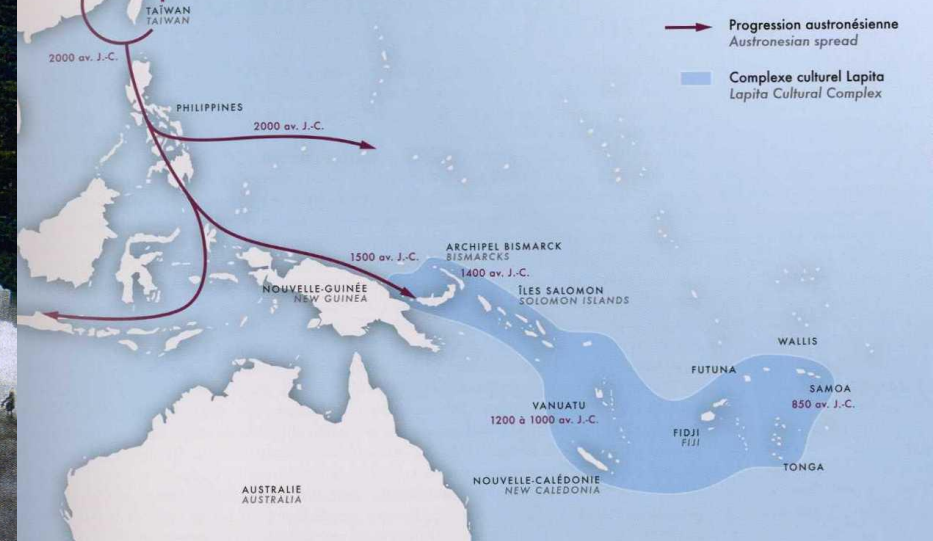 TAÏWAN
TAIWAN
2000 av. J.-C.
PHILIPPINES
2000 av. J.-C.
Progression austronésienne
Austronesian spread
Complexe culturel Lapita
Lapita Cultural Complex
1500 av. J.-C.
ARCHIPEL BISMARCK
BISMARCKS
1400 av. J.-C.
NOUVELLE-GUINÉE
NEW GUINEA
ÎLES SALOMON
SOLOMON ISLANDS
WALLIS
FUTUNA
SAMOA
850 av. J.-C.
VANUATU
1200 à 1000 av. J.-C.
FIDJI
FIJI
TONGA
NOUVELLE-CALÉDONIE
NEW CALEDONIA
AUSTRALIE
AUSTRALIA